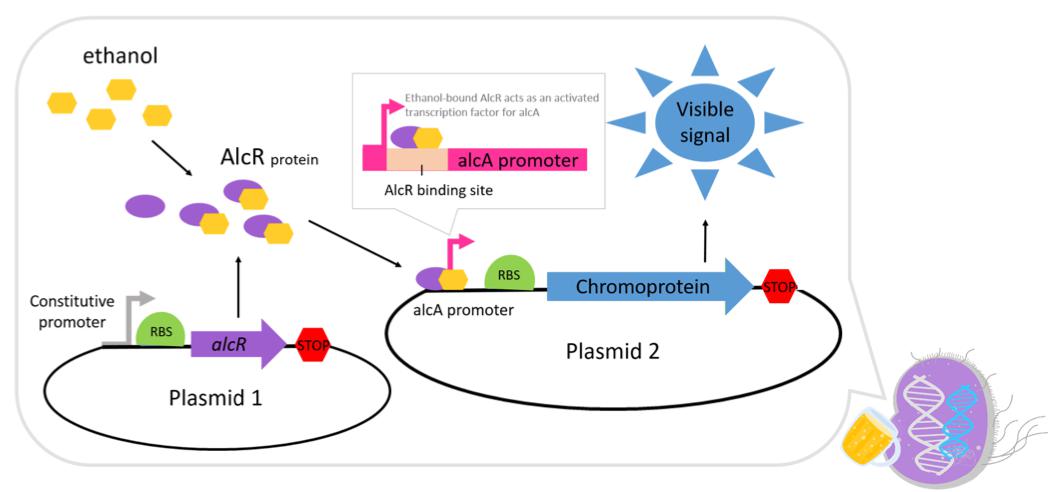 ethanol
AlcR protein
Constitutive
promoter
RBS
alcR
STOP
Plasmid 1
Ethanol-bound AlcR acts as an activated
transcription factor for alcA
alcA promoter
AlcR binding site
alcA promoter
RBS
Chromoprotein
STOP
Plasmid 2
Visible
signal